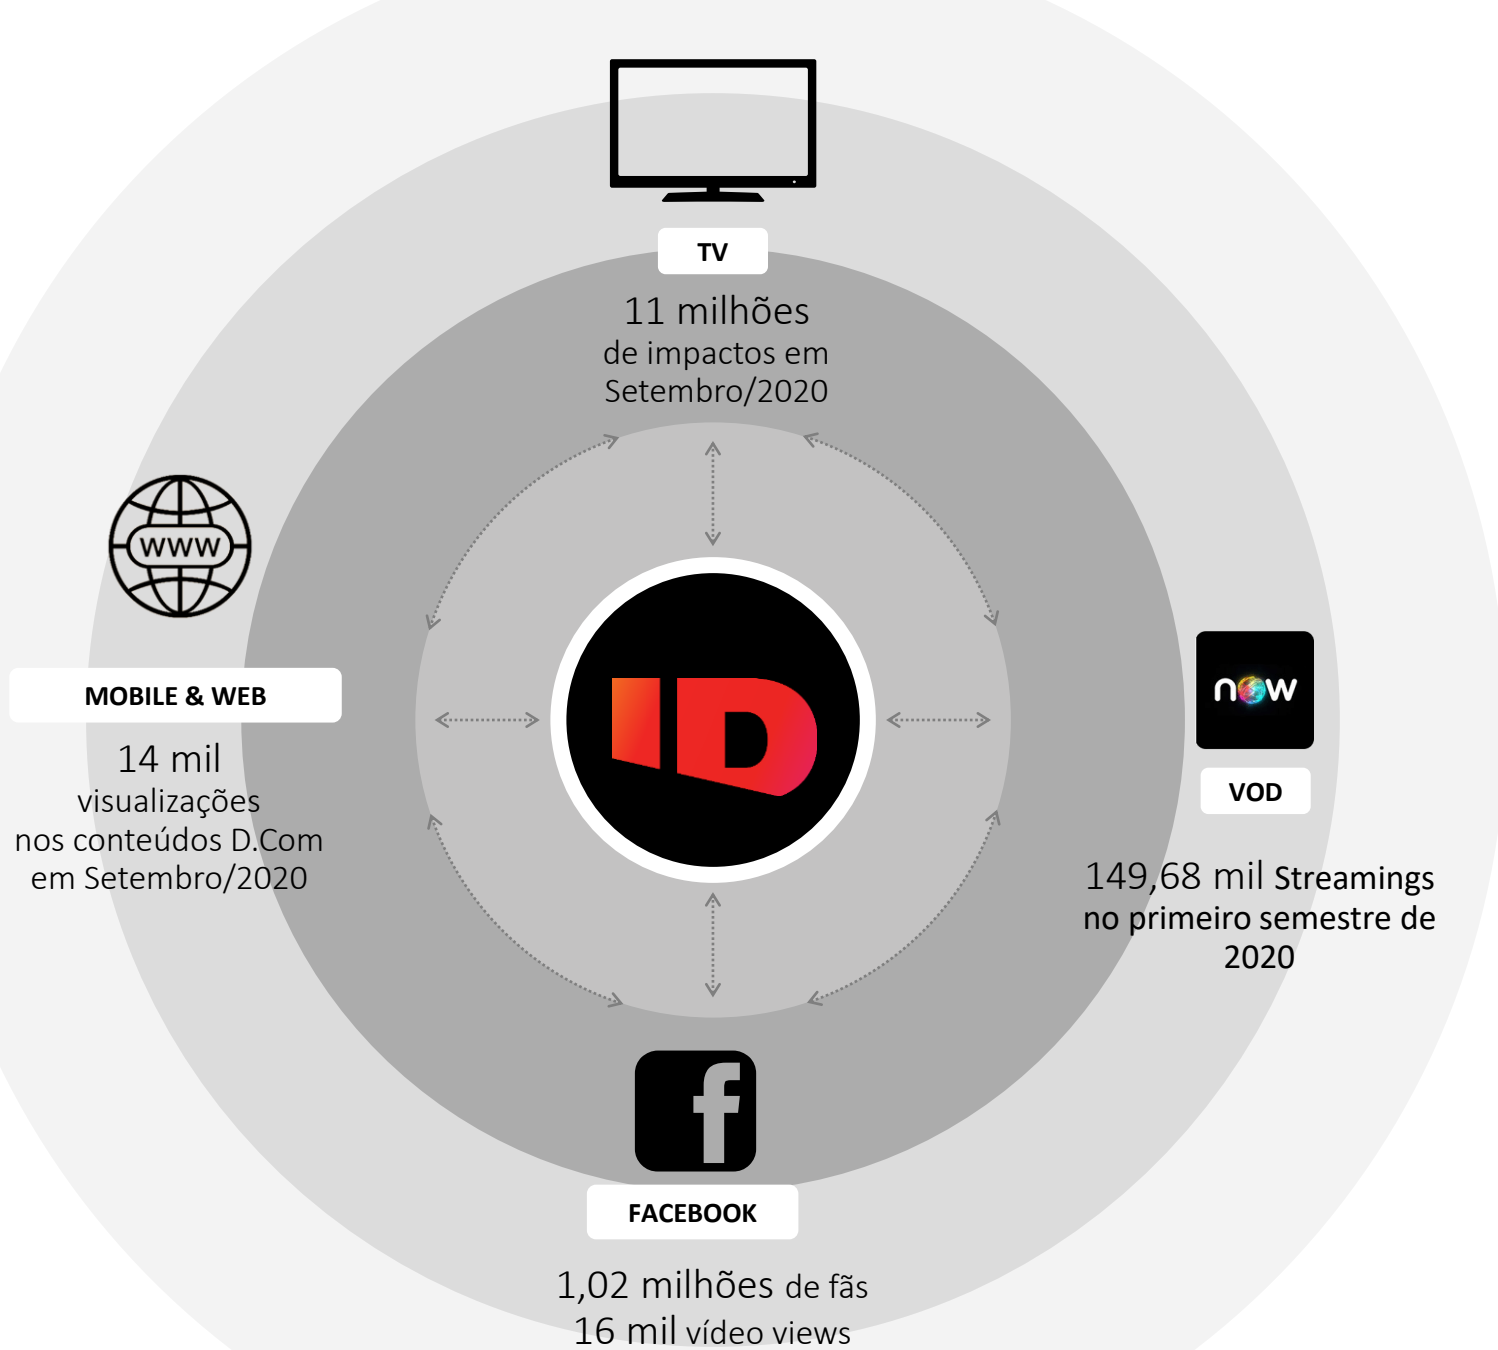 TV
11 milhões
de impactos em
Setembro/2020
www
MOBILE & WEB
14 mil
visualizações
nos conteúdos D.Com
em Setembro/2020
ID
now
VOD
149,68 mil Streamings
no primeiro semestre de
2020
f
FACEBOOK
1,02 milhões de fãs
16 mil vídeo views